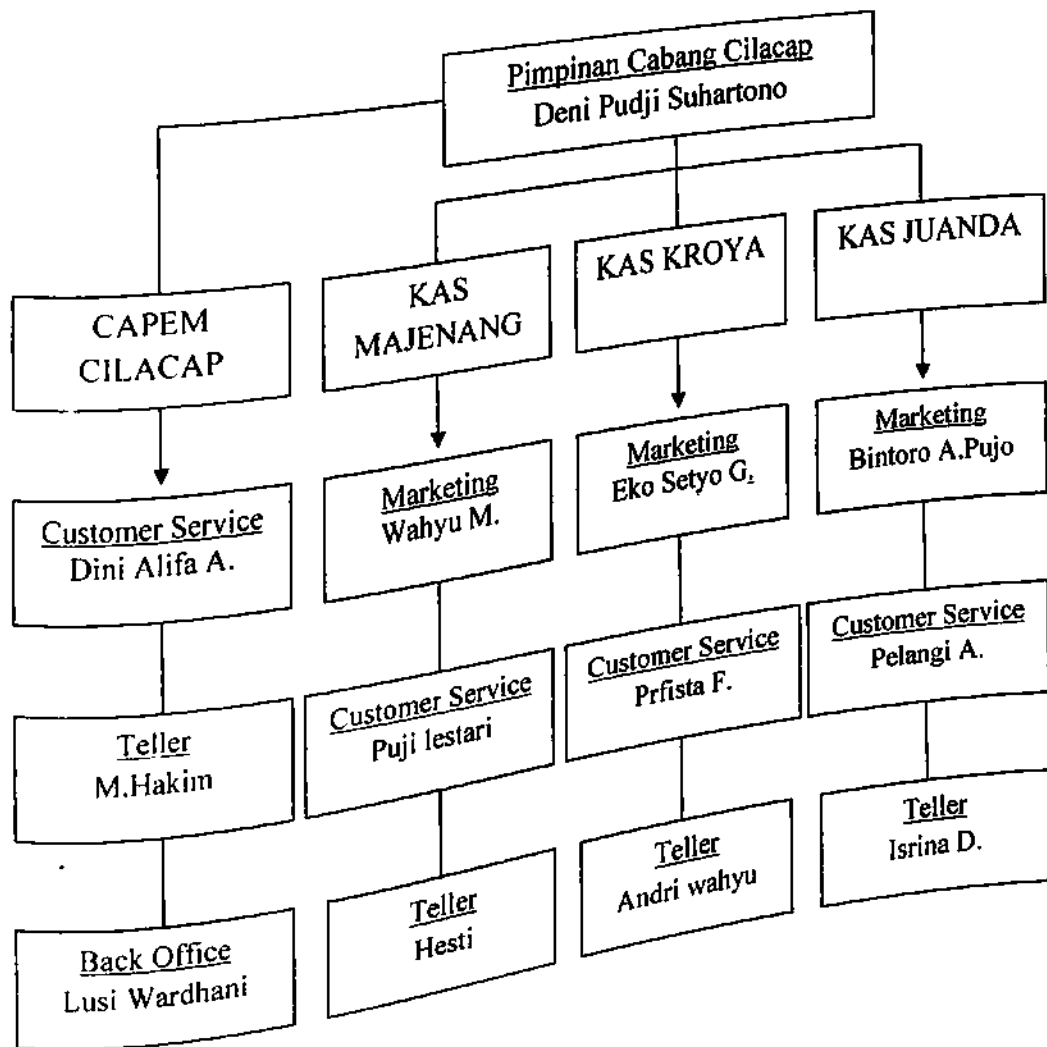 Pimpinan Cabang Cilacap
Deni Pudji Suhartono
CAPEM
CILACAP
KAS
MAJENANG
KAS KROYA
KAS JUANDA
Customer Service
Dini Alifa A.
Marketing
Wahyu M.
Marketing
Eko Setyo G.
Marketing
Bintoro A.Pujo
Teller
M.Hakim
Customer Service
Puji lestari
Customer Service
Prfista F.
Customer Service
Pelangi A.
Back Office
Lusi Wardhani
Teller
Hesti
Teller
Andri wahyu
Teller
Isrina D.